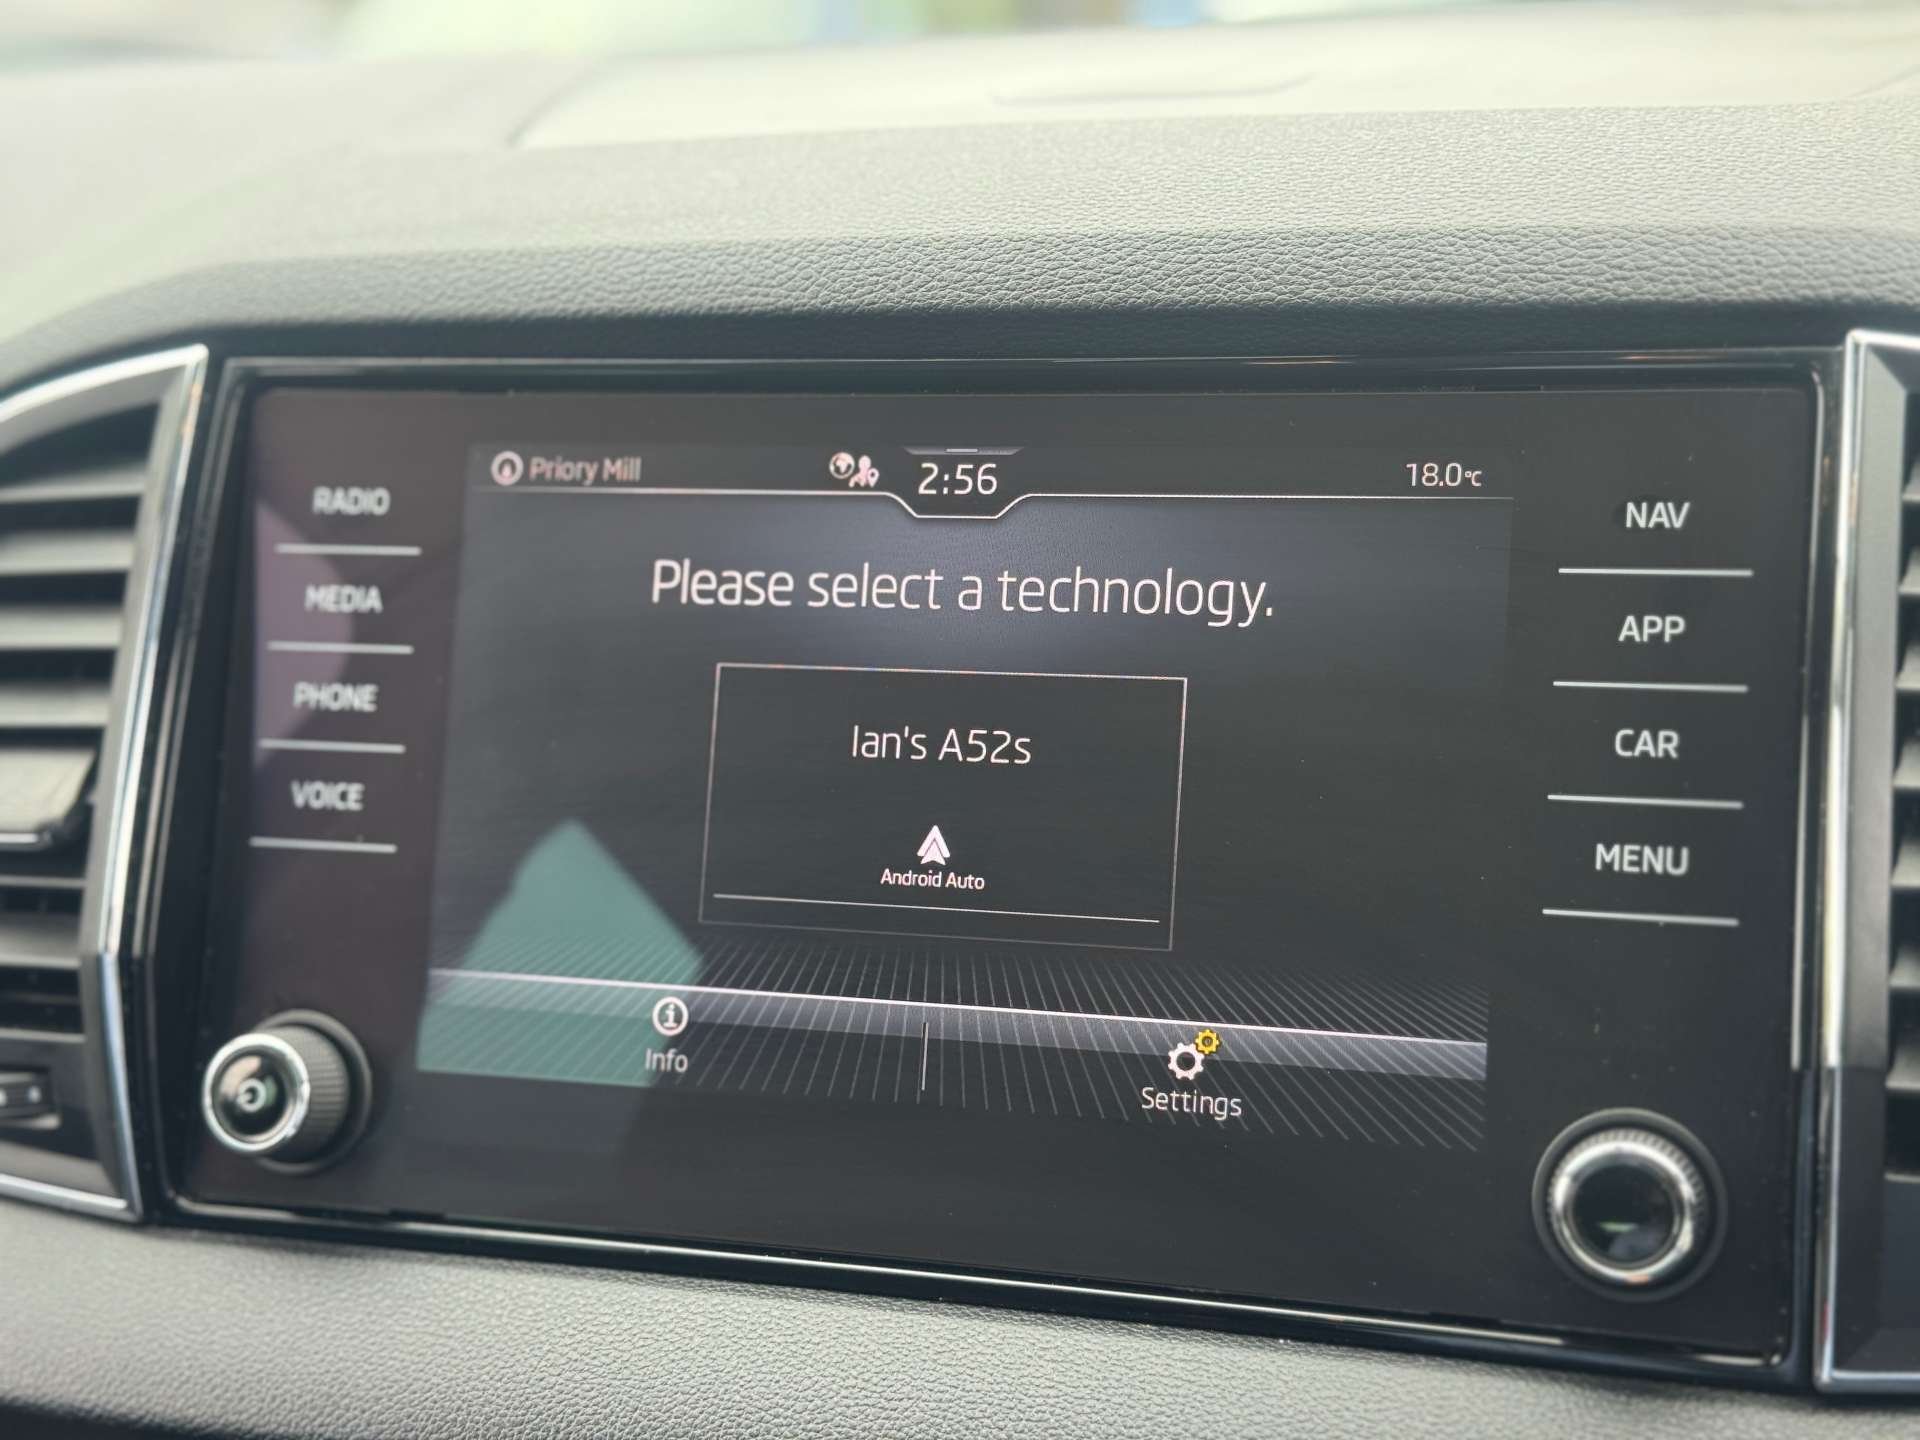 Priory Mill
2:56
18.0°C
RADIO
MEDIA
PHONE
VOICE
Please select a technology.
Ian's A52s
Android Auto
Info
Settings
NAV
APP
CAR
MENU